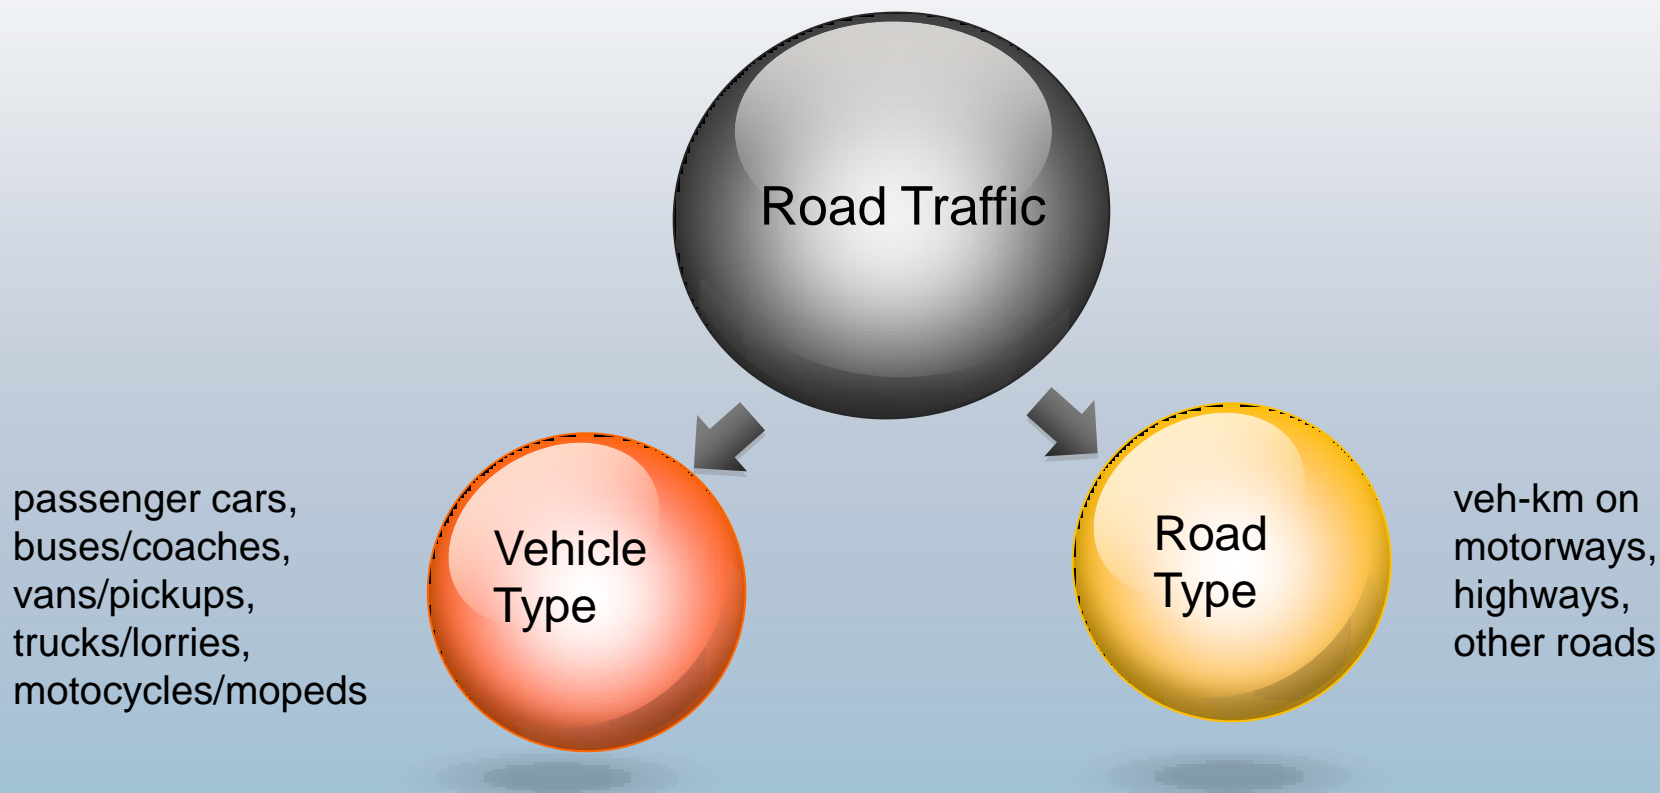 Road Traffic
passenger cars,
buses/coaches,
vans/pickups,
trucks/lorries,
motocycles/mopeds
Vehicle
Type
Road
Type
veh-km on
motorways,
highways,
other roads